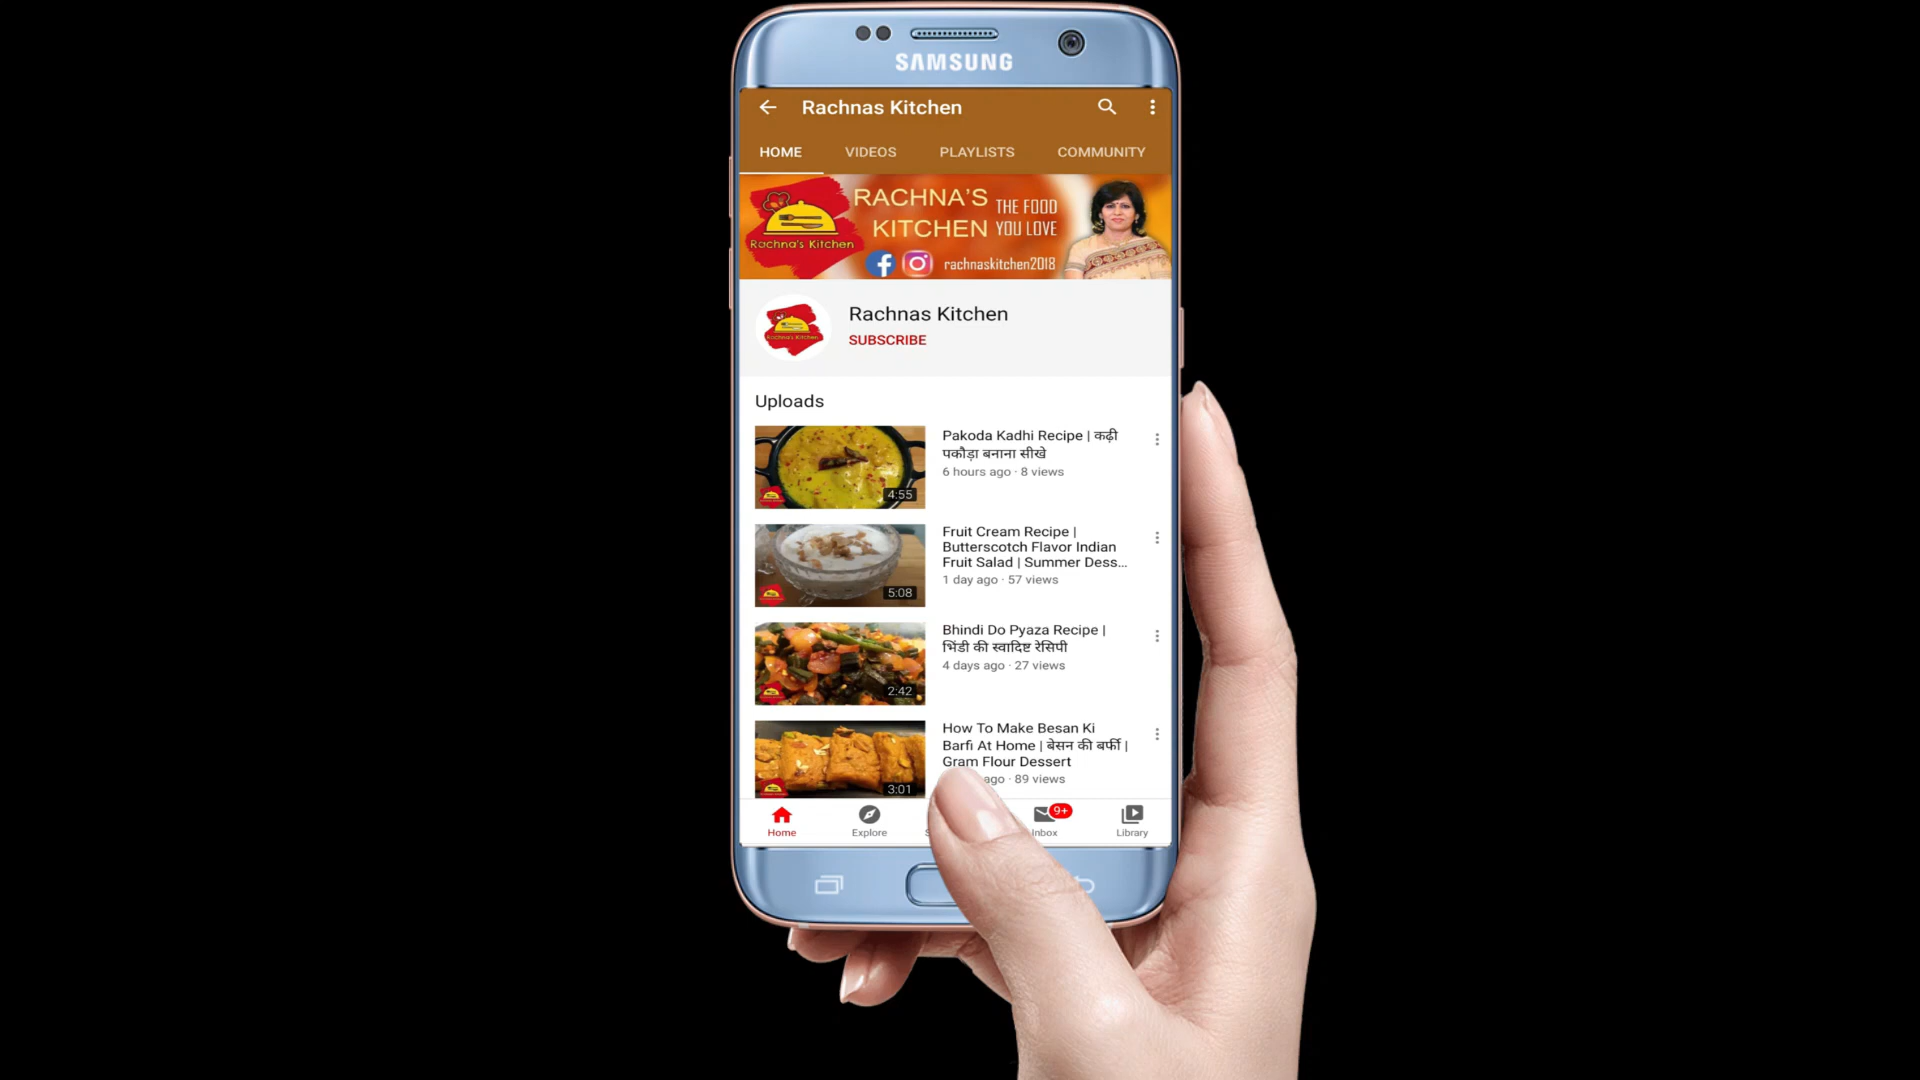 SAMSUNG
Rachnas Kitchen
HOME
VIDEOS
PLAYLISTS
COMMUNITY
RACHNA'S
KITCHEN
THE FOOD
YOU LOVE
Rachna's Kitchen
rachnaskitchen2018
Rachnas Kitchen
SUBSCRIBE
Uploads
Pakoda Kadhi Recipe | कढ़ी
पकौड़ा बनाना सीखे
6 hours ago · 8 views
4:55
Fruit Cream Recipe |
Butterscotch Flavor Indian
Fruit Salad | Summer Dess...
1 day ago · 57 views
5:08
Bhindi Do Pyaza Recipe |
भिंडी की स्वादिष्ट रेसिपी
4 days ago · 27 views
2:42
How To Make Besan Ki
Barfi At Home | बेसन की बर्फी |
Gram Flour Dessert
ago · 89 views
3:01
Home
Explore
9+
Inbox
Library